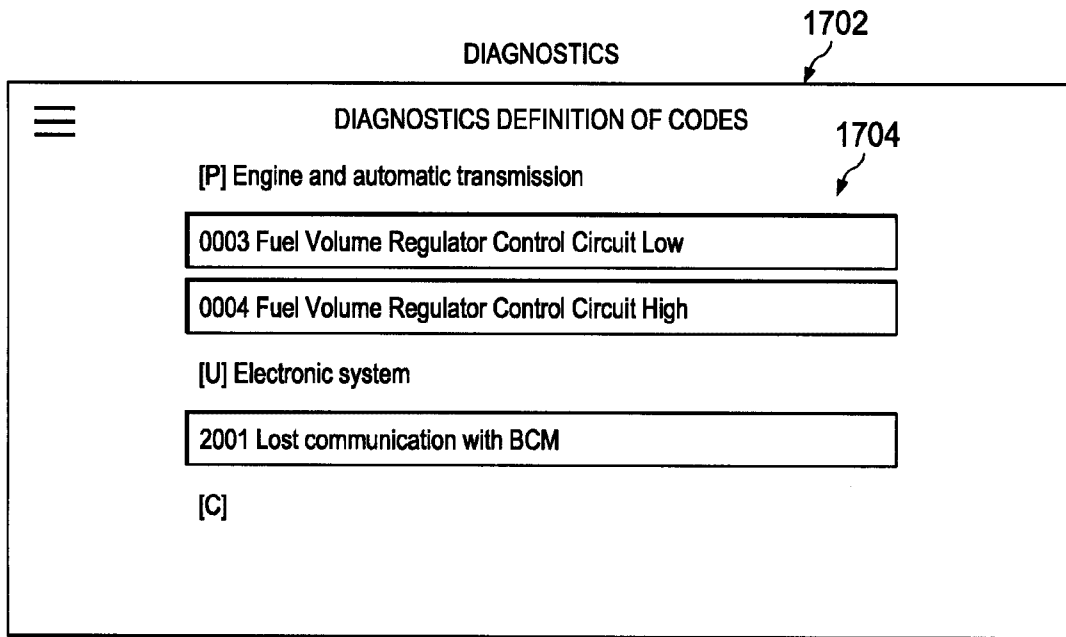 1702
DIAGNOSTICS
DIAGNOSTICS DEFINITION OF CODES
1704
[P] Engine and automatic transmission
0003 Fuel Volume Regulator Control Circuit Low
0004 Fuel Volume Regulator Control Circuit High
[U] Electronic system
2001 Lost communication with BCM
[C]